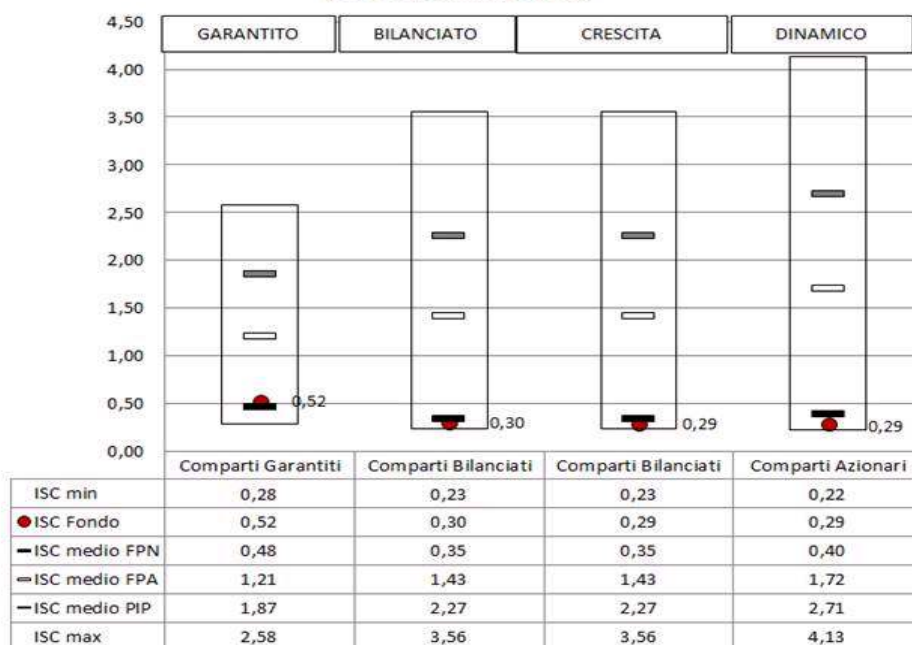 4,50
GARANTITO BILANCIATO CRESCITA DINAMICO
4,00
3,50
3,00
2,50
2,00
1,50
1,00
0,50
0,52
0,30
0,29
0,29
0,00
Comparti Garantiti Comparti Bilanciati Comparti Bilanciati Comparti Azionari
ISC min 0,28 0,23 0,23 0,22
ISC Fondo 0,52 0,30 0,29 0,29
ISC medio FPN 0,48 0,35 0,35 0,40
ISC medio FPA 1,21 1,43 1,43 1,72
ISC medio PIP 1,87 2,27 2,27 2,71
ISC max 2,58 3,56 3,56 4,13